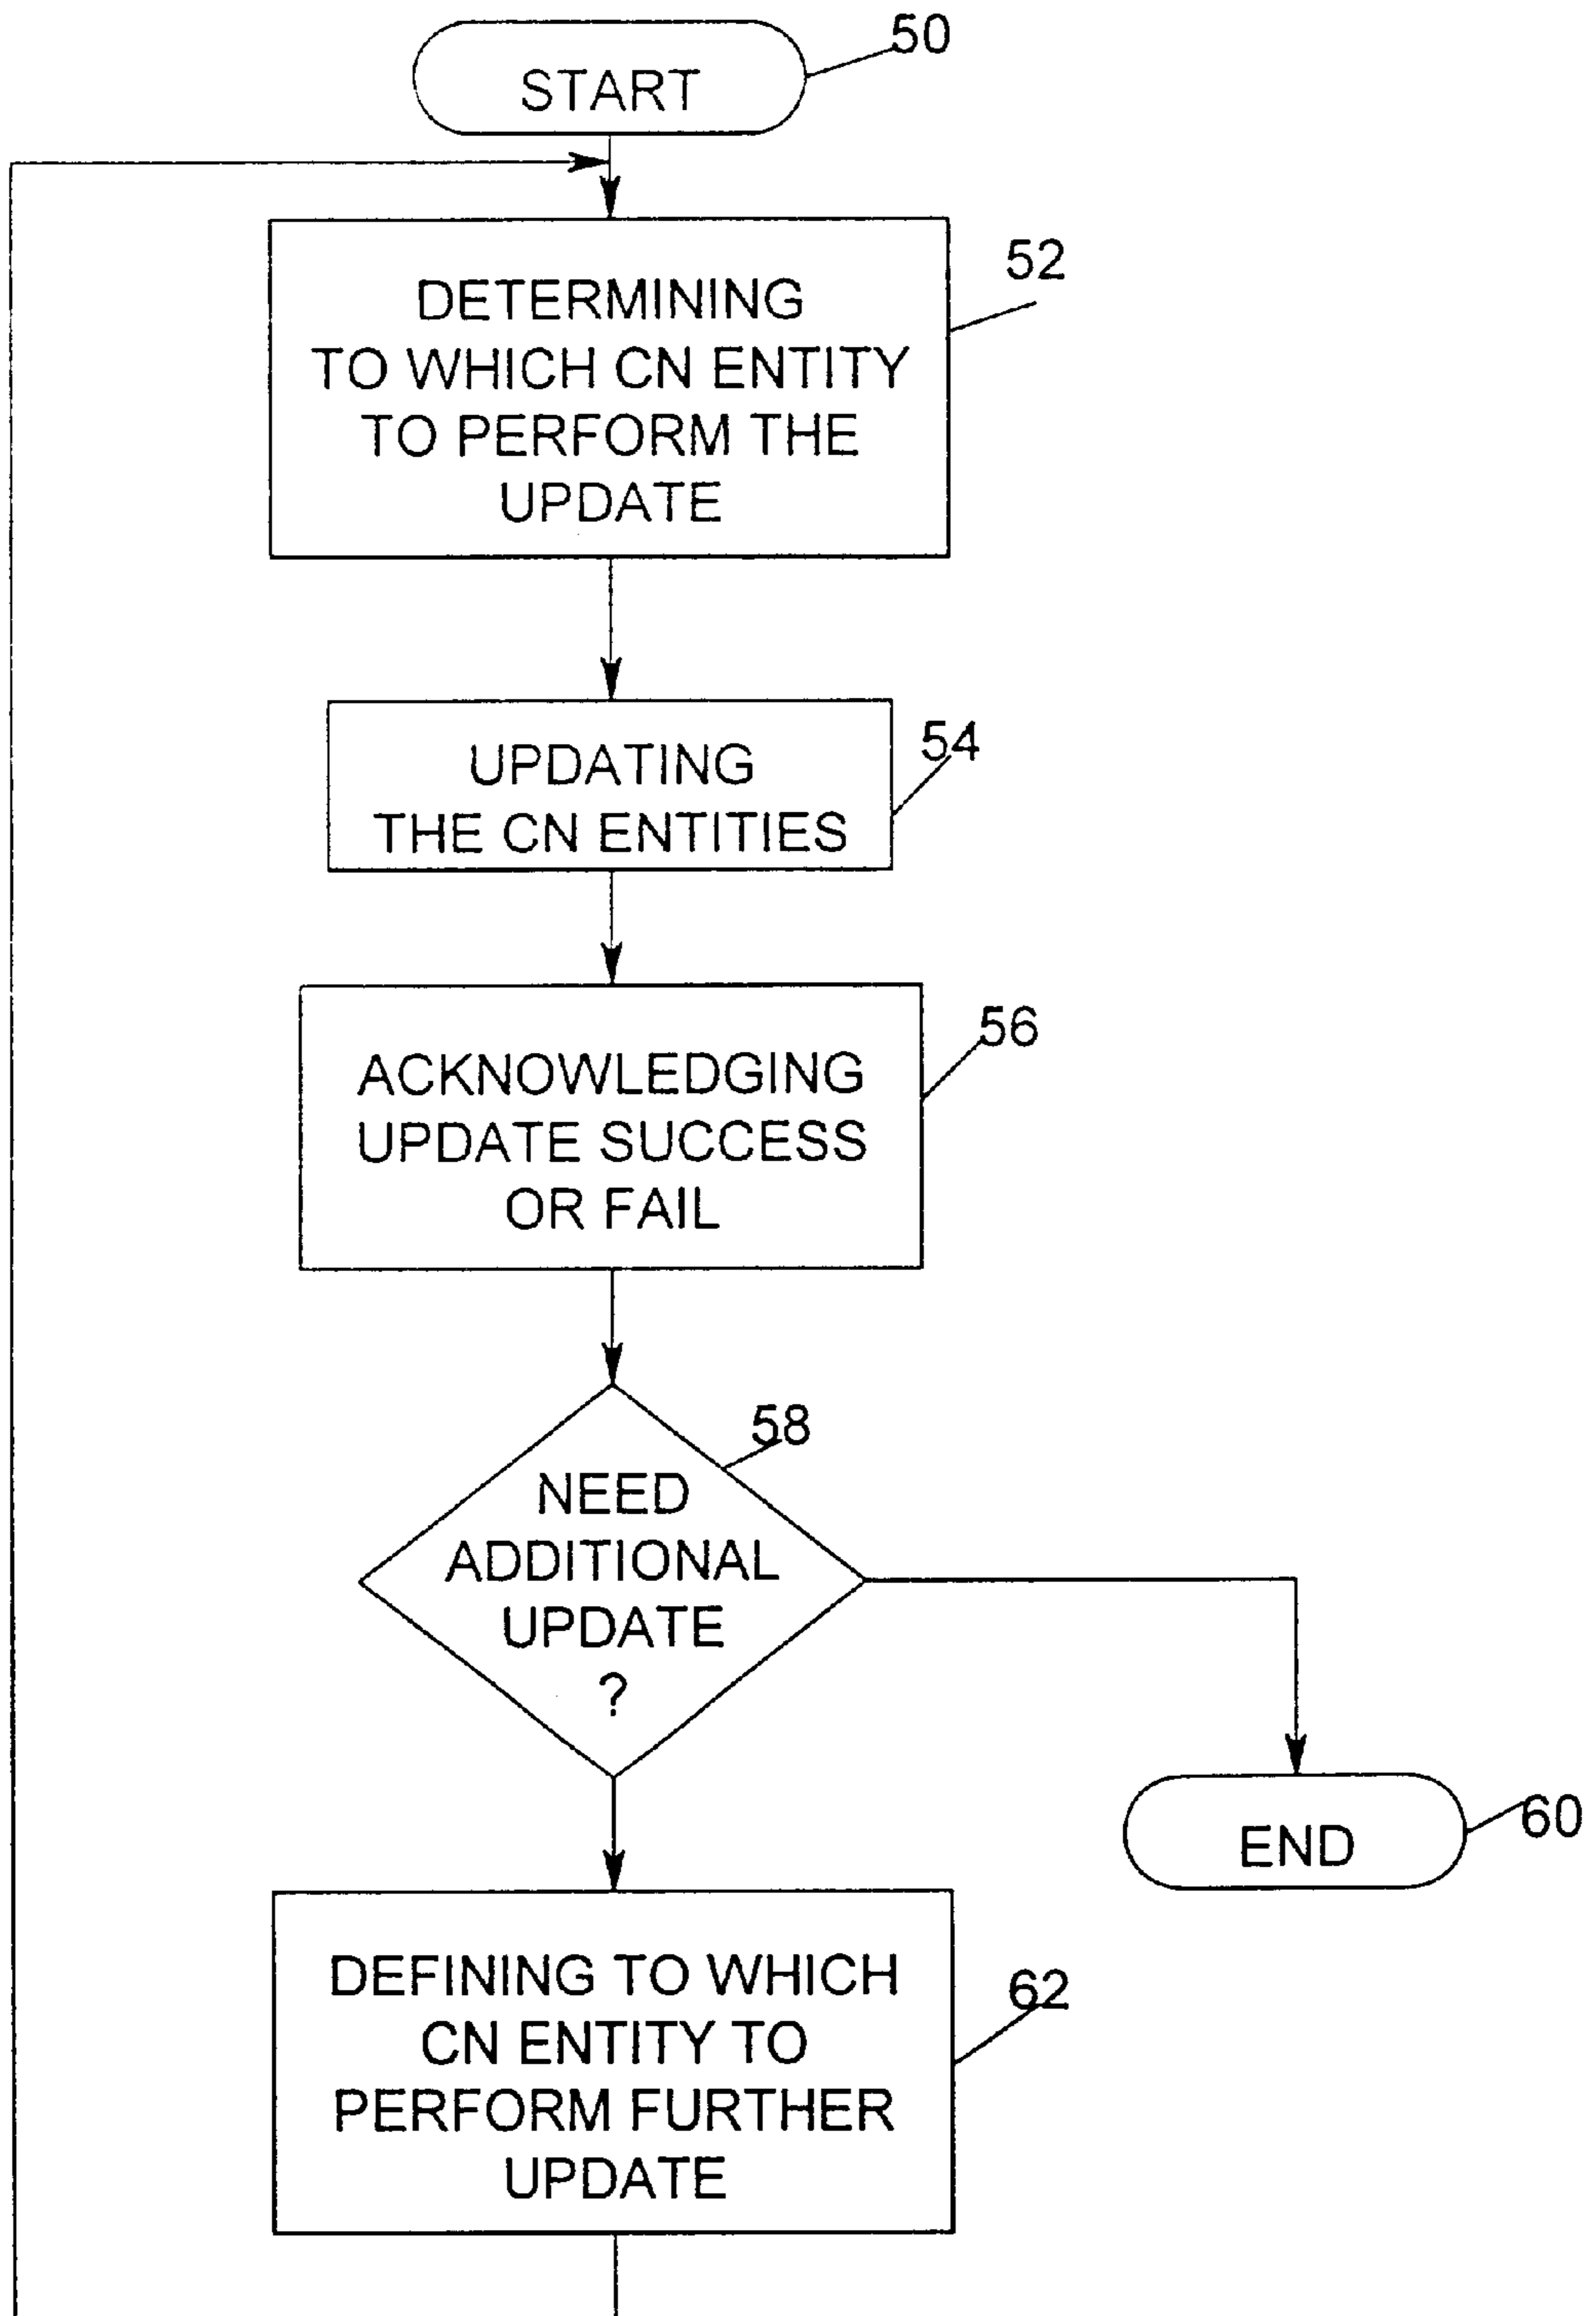 50
START
52
DETERMINING
TO WHICH CN ENTITY
TO PERFORM THE
UPDATE
54
UPDATING
THE CN ENTITIES
56
ACKNOWLEDGING
UPDATE SUCCESS
OR FAIL
58
NEED
ADDITIONAL
UPDATE
?
60
END
62
DEFINING TO WHICH
CN ENTITY TO
PERFORM FURTHER
UPDATE